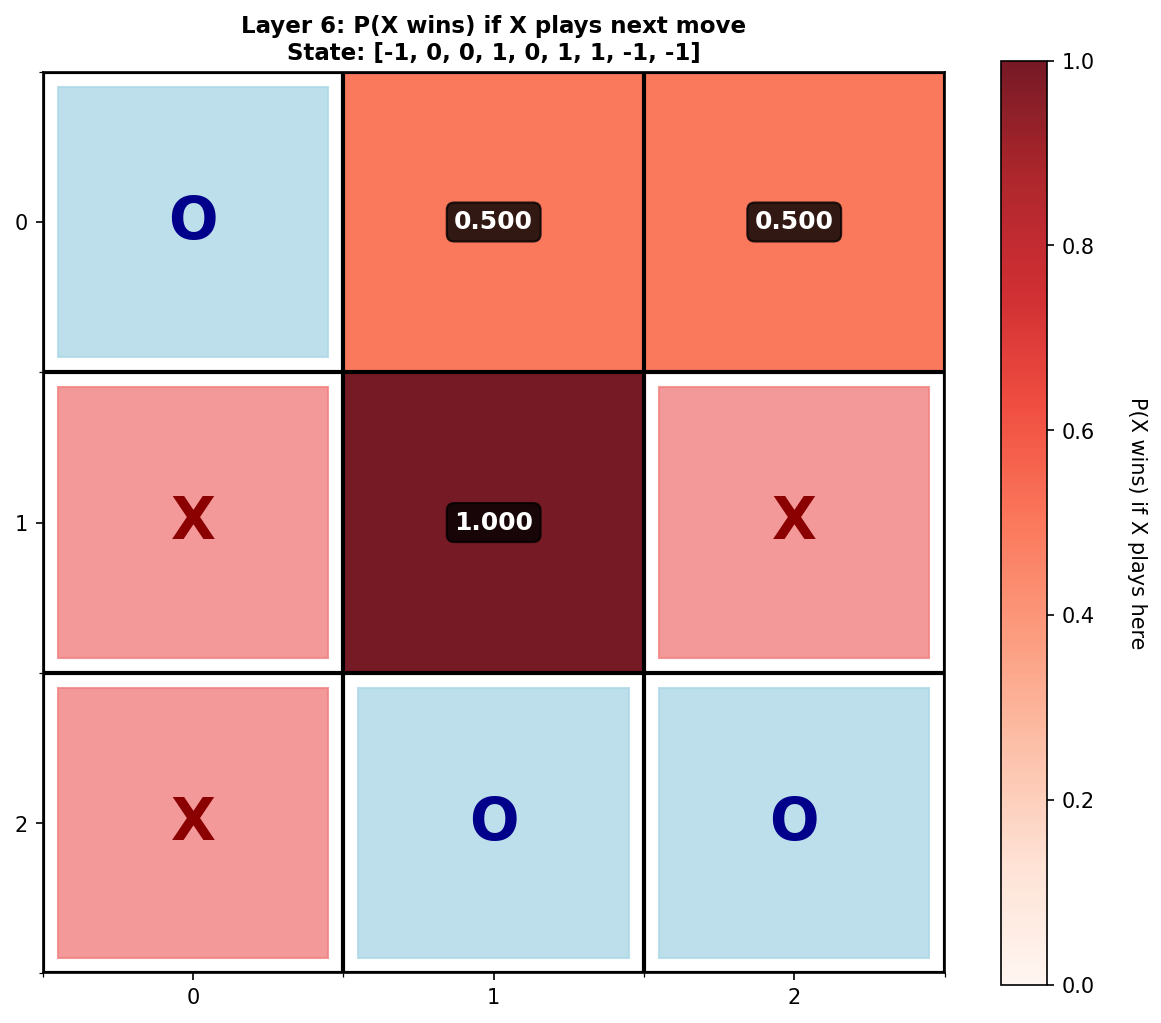 Layer 6: P(X wins) if X plays next move
State: [-1, 0, 0, 1, 0, 1, 1, -1, -1]
0
O
0.500
0.500
1
X
1.000
X
2
X
O
O
0
1
2
1.0
0.8
0.6
0.4
0.2
0.0
P(X wins) if X plays here